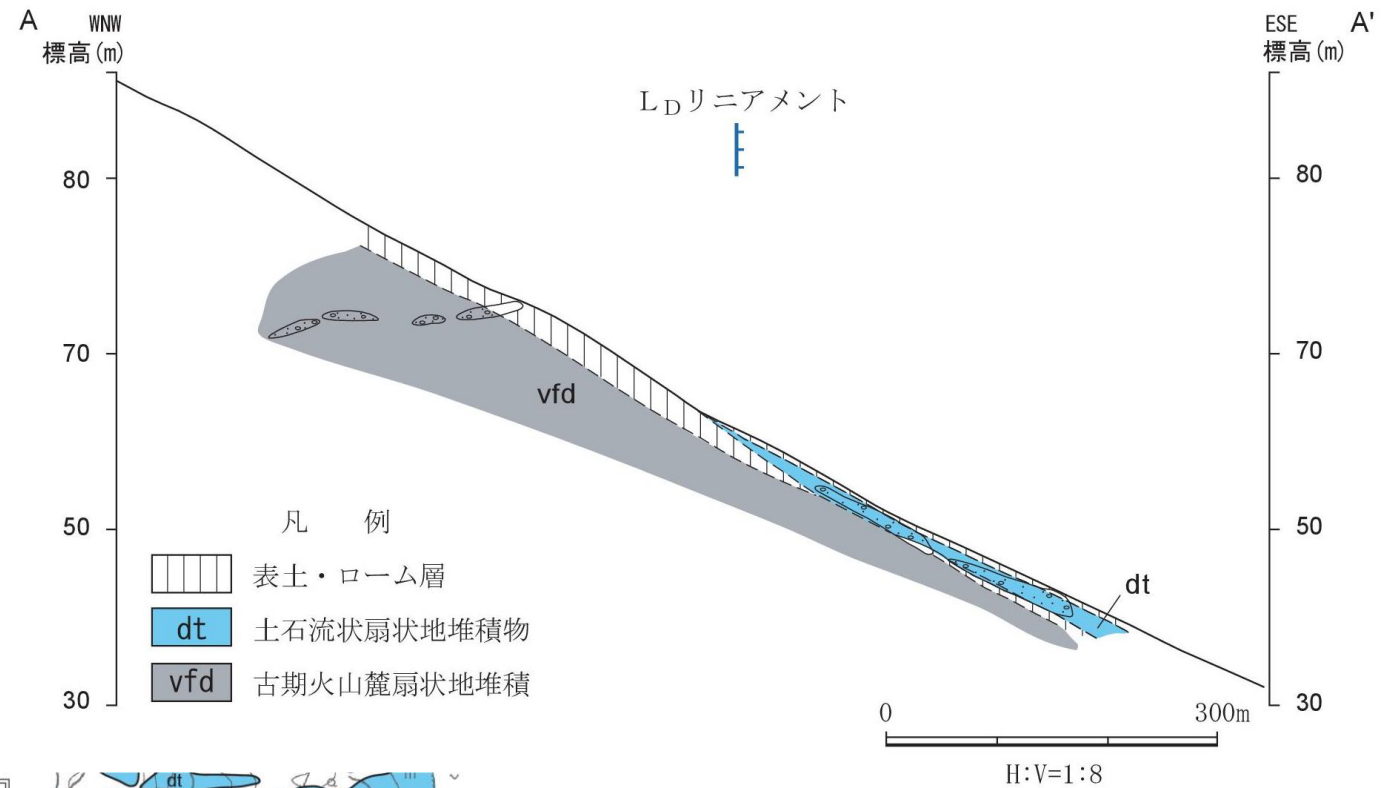 A WNW
標高(m)
ESE A'
標高(m)
LDリニアメント
80
80
70
70
vfd
50
50
凡 例
表土・ローム層
dt
dt 土石流状扇状地堆積物
vfd 古期火山麓扇状地堆積
30
30
0 300m
H:V=1:8
dt